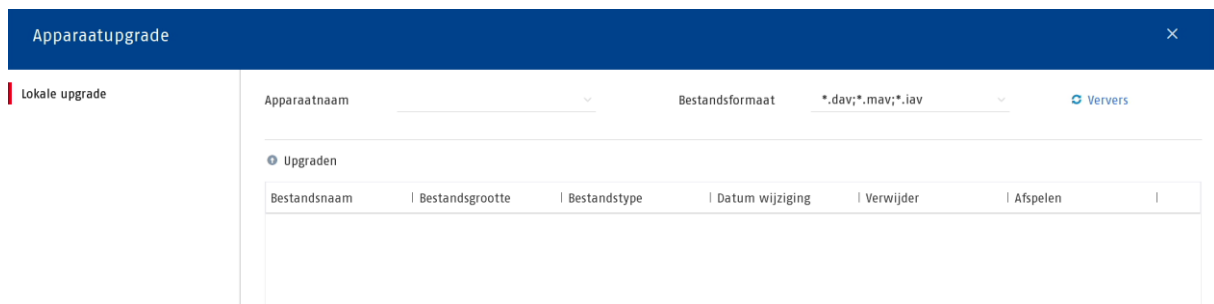 Apparaatupgrade
Lokale upgrade
Apparaatnaam Bestandsformaat *.dav;*.mav;*.iav Ververs
Upgraden
Bestandsnaam Bestandsgrootte Bestandstype Datum wijziging Verwijder Afspelen